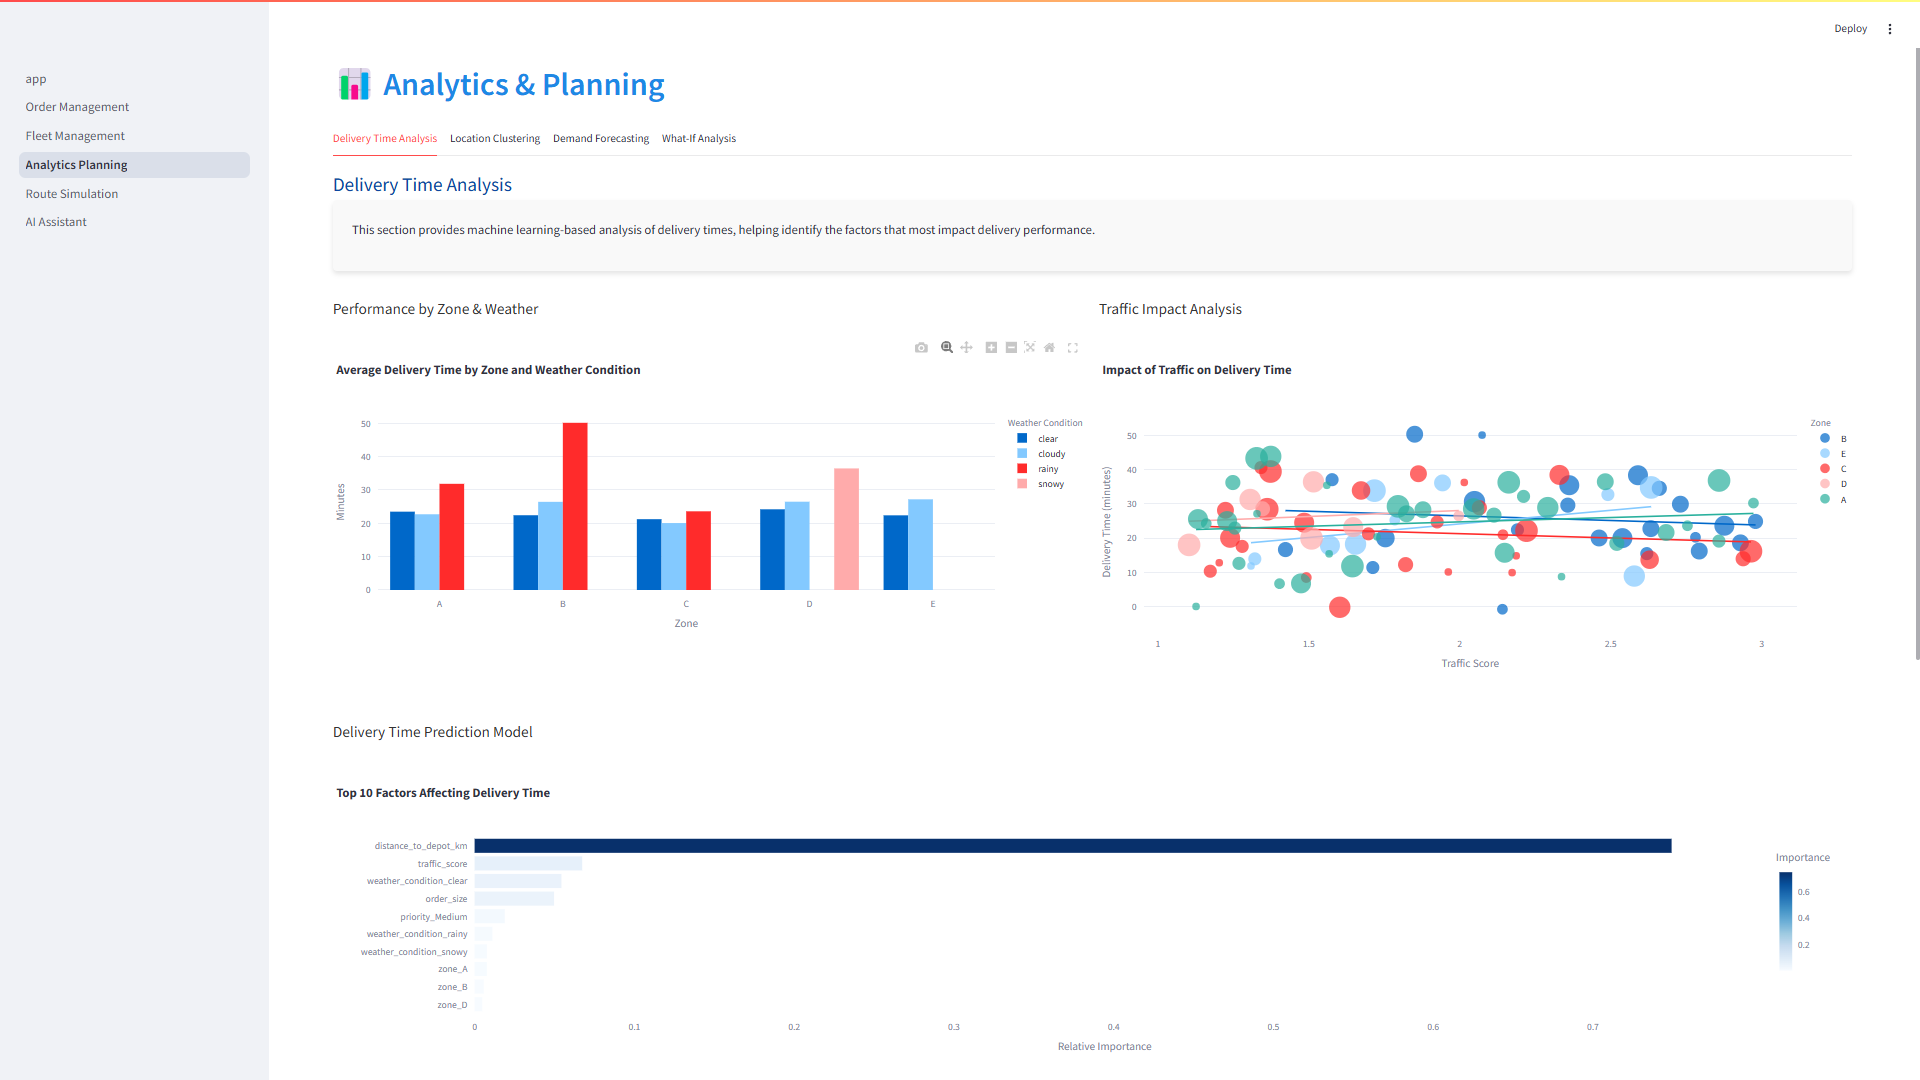 Deploy
app
Order Management
Fleet Management
Analytics Planning
Route Simulation
AI Assistant
Analytics & Planning
Delivery Time Analysis
Location Clustering
Demand Forecasting
What-If Analysis
Delivery Time Analysis
This section provides machine learning-based analysis of delivery times, helping identify the factors that most impact delivery performance.
Performance by Zone & Weather
Average Delivery Time by Zone and Weather Condition
Minutes
50
40
30
20
10
0
A
B
C
D
E
Zone
Weather Condition
clear
cloudy
rainy
snowy
Traffic Impact Analysis
Impact of Traffic on Delivery Time
Delivery Time (minutes)
50
40
30
20
10
0
1
1.5
2
2.5
3
Traffic Score
Zone
B
E
C
D
A
Delivery Time Prediction Model
Top 10 Factors Affecting Delivery Time
distance_to_depot_km
traffic_score
weather_condition_clear
order_size
priority_Medium
weather_condition_rainy
weather_condition_snowy
zone_A
zone_B
zone_D
0
0.1
0.2
0.3
0.4
0.5
0.6
0.7
Relative Importance
Importance
0.6
0.4
0.2